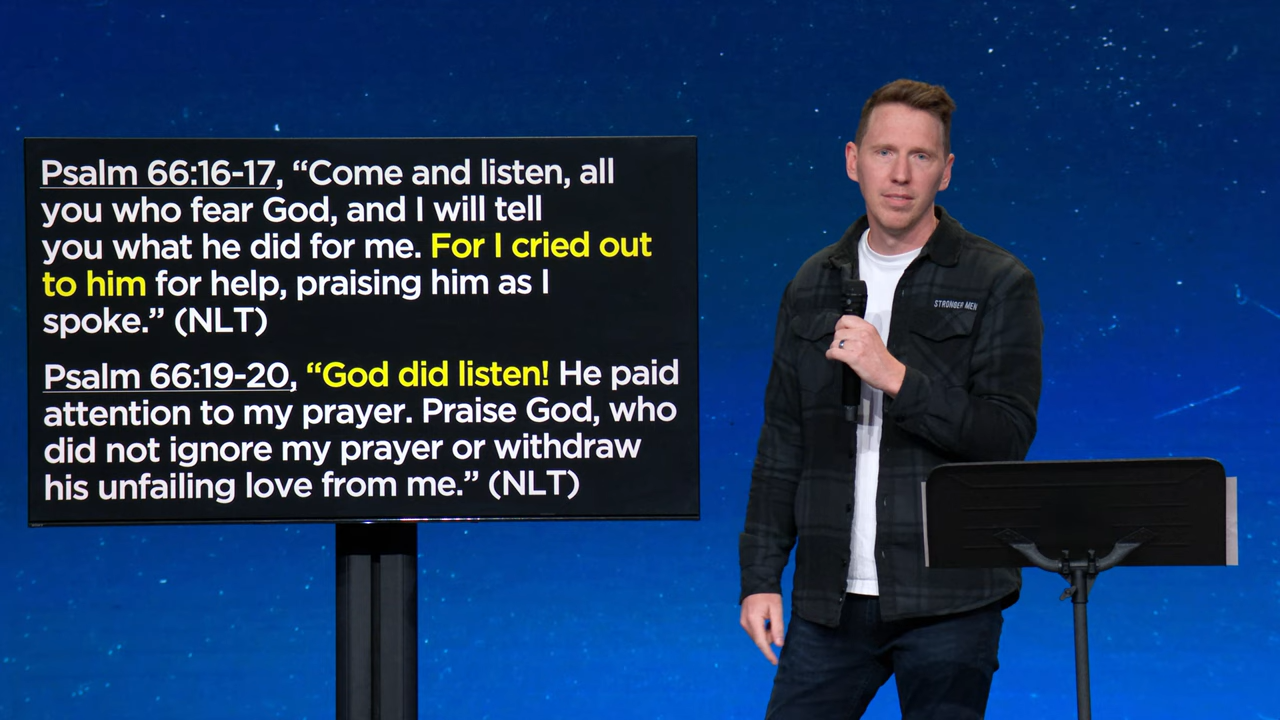 Psalm 66:16-17, “Come and listen, all
you who fear God, and I will tell
you what he did for me. For I cried out
to him for help, praising him as I
spoke.” (NLT)
Psalm 66:19-20, “God did listen! He paid
attention to my prayer. Praise God, who
did not ignore my prayer or withdraw
his unfailing love from me.” (NLT)
STRONGER MEN